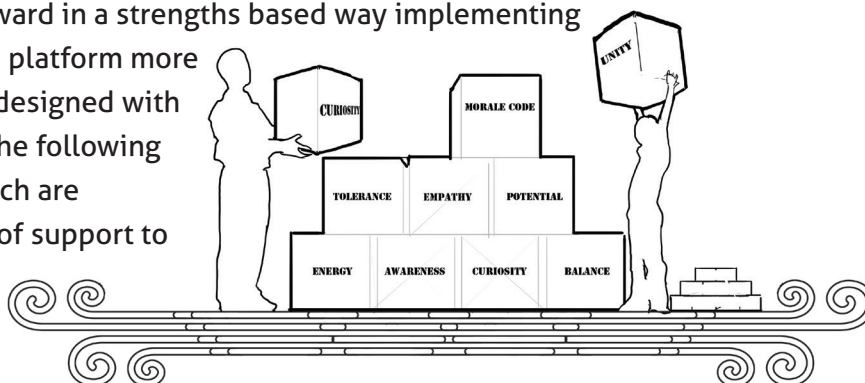 ward in a strengths based way implementing
platform more
designed with
he following
ch are
of support to
UNITY
CURIOSITY
MORALE CODE
TOLERANCE EMPATHY POTENTIAL
ENERGY AWARENESS CURIOSITY BALANCE